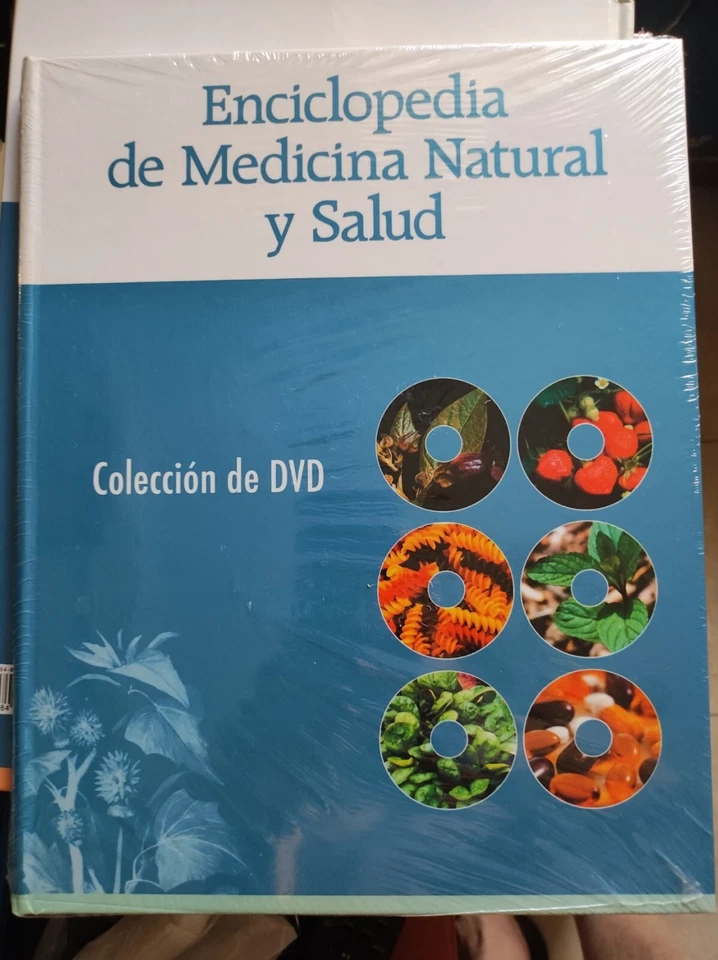 Enciclopedia
de Medicina Natural
y Salud
Colección de DVD